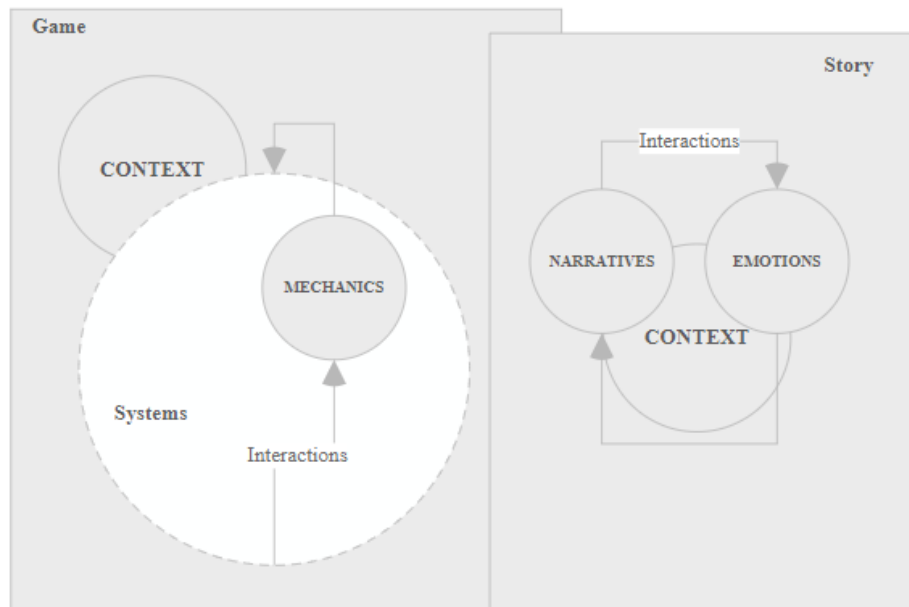 Game
Story
CONTEXT
Interactions
MECHANICS
NARRATIVES
EMOTIONS
CONTEXT
Systems
Interactions